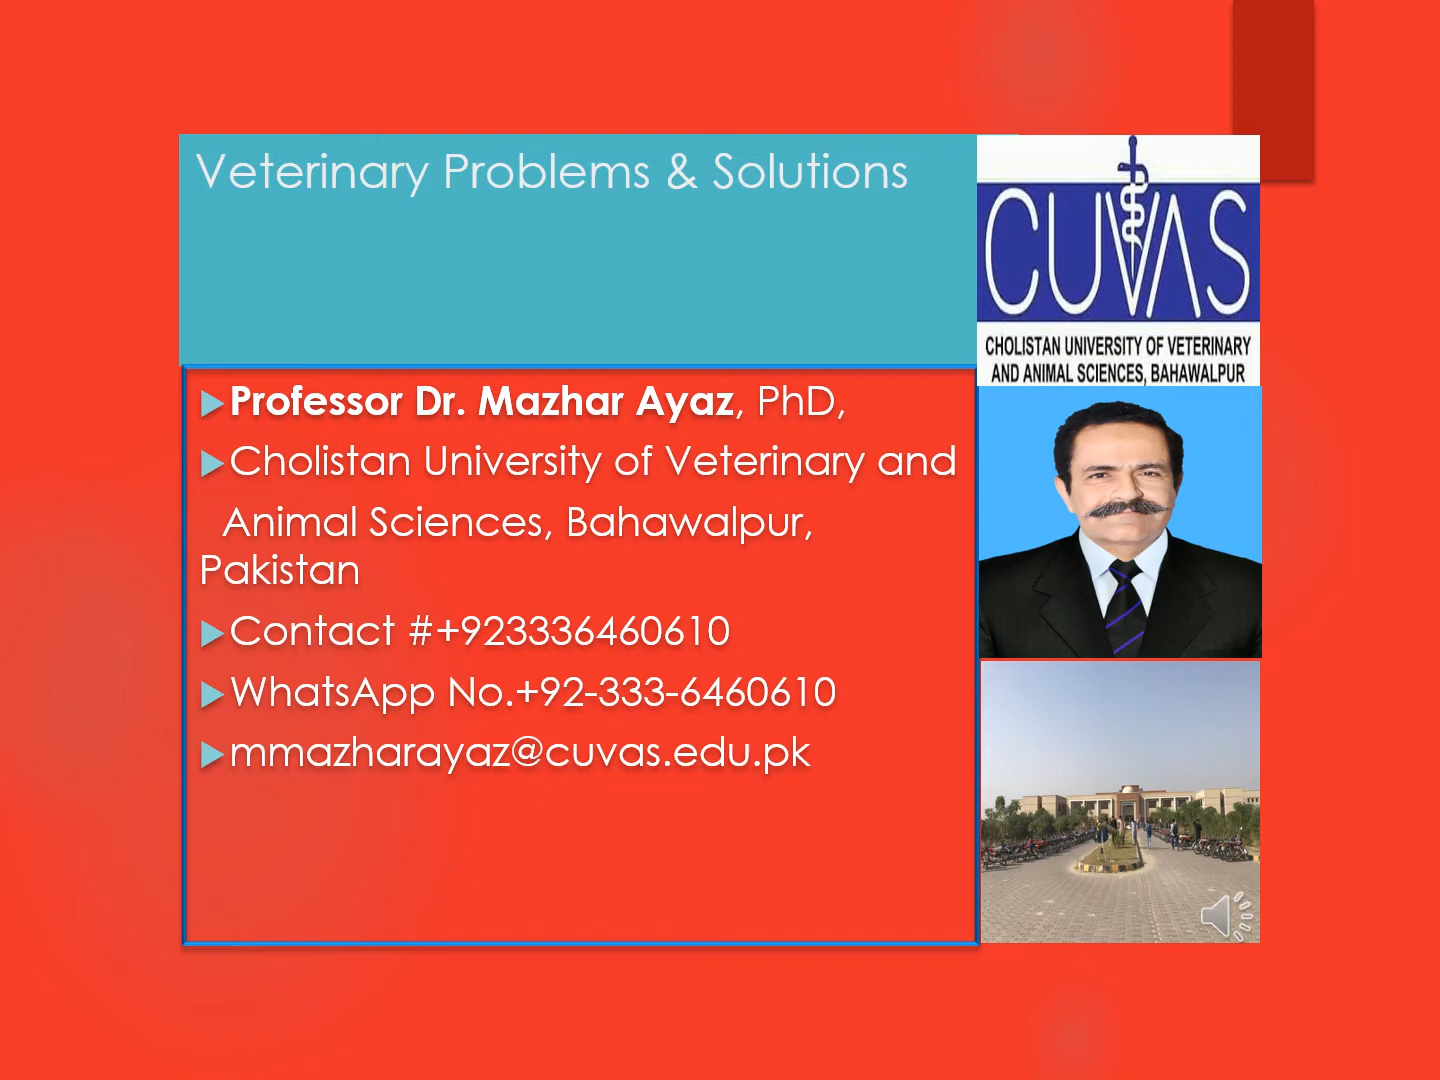 Veterinary Problems & Solutions
CUVAS
CHOLISTAN UNIVERSITY OF VETERINARY
AND ANIMAL SCIENCES, BAHAWALPUR
Professor Dr. Mazhar Ayaz, PhD,
Cholistan University of Veterinary and
Animal Sciences, Bahawalpur,
Pakistan
Contact #+923336460610
WhatsApp No.+92-333-6460610
mmazharayaz@cuvas.edu.pk